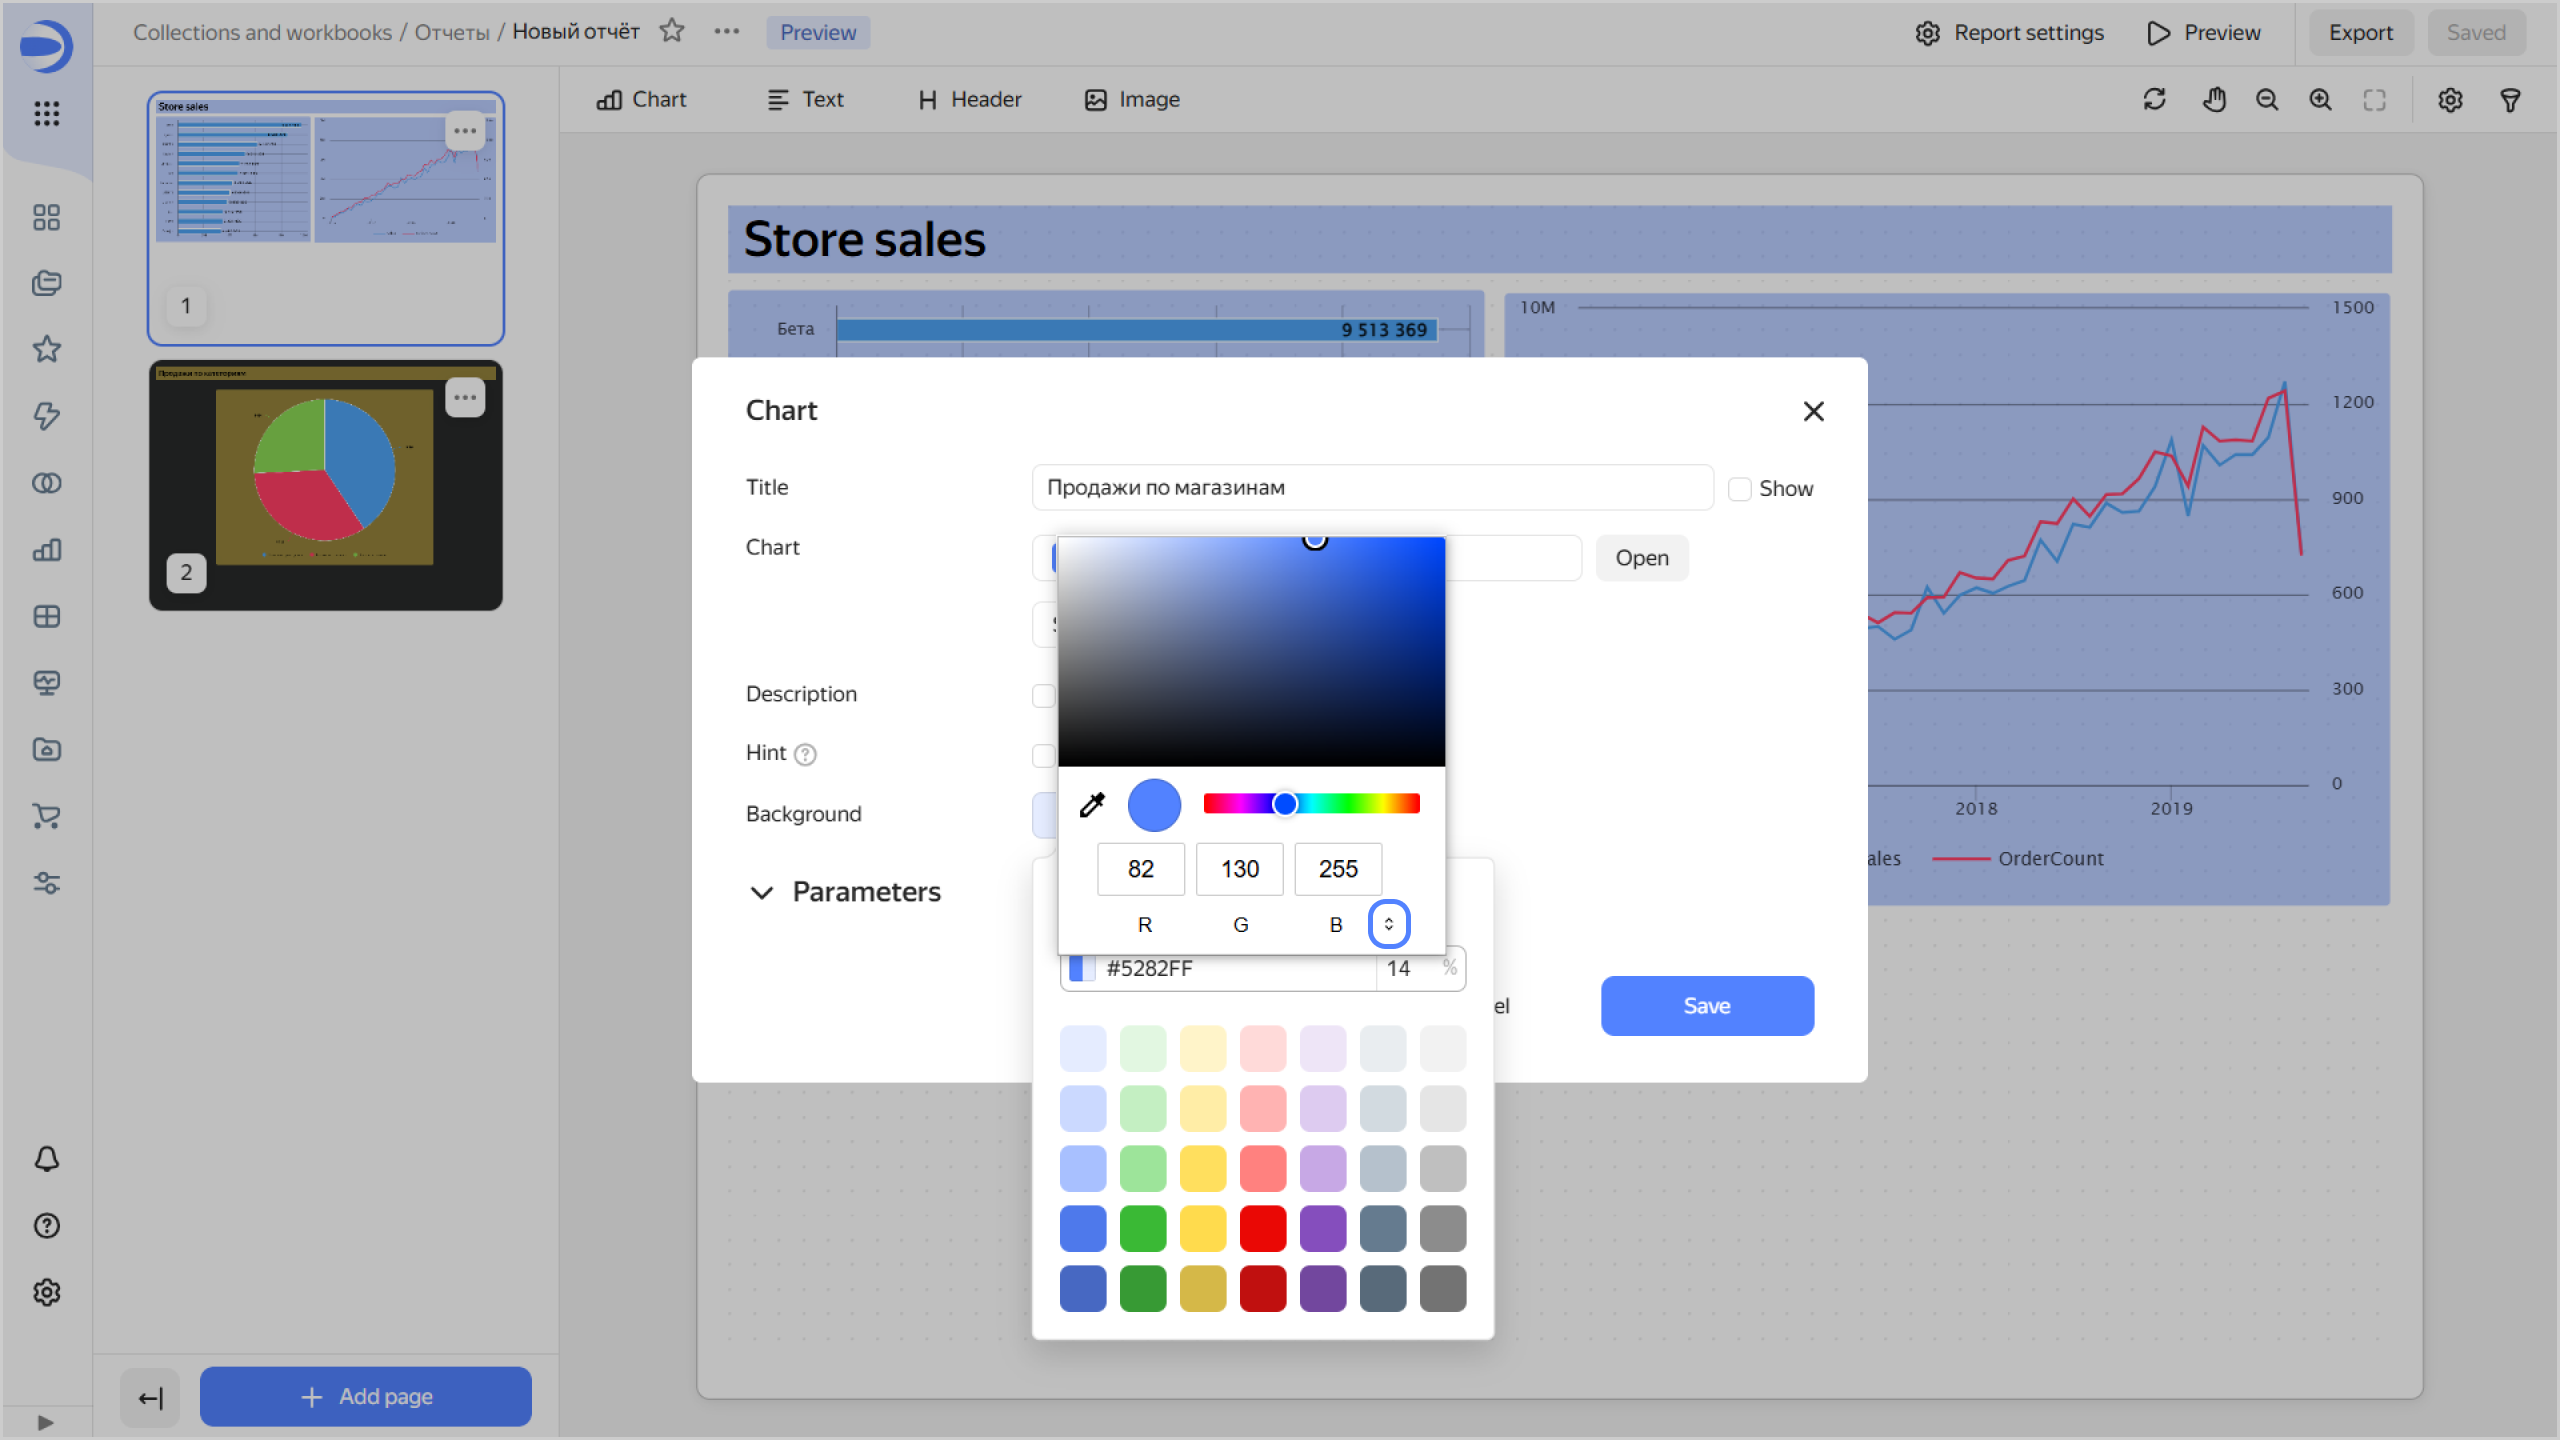 Collections and workbooks / Отчеты / Новый отчёт
Preview
Report settings
Preview
Export
Saved
Chart
Text
H Header
Image
Store sales
1
Продажи по категориям
2
Add page
Store sales
Бета
9 513 369
10M
1500
1200
900
600
300
0
2018
2019
ales
OrderCount
Chart
Title
Продажи по магазинам
Show
Chart
Open
Description
Hint
Background
Parameters
82
130
255
R
G
B
#5282FF
14
%
el
Save